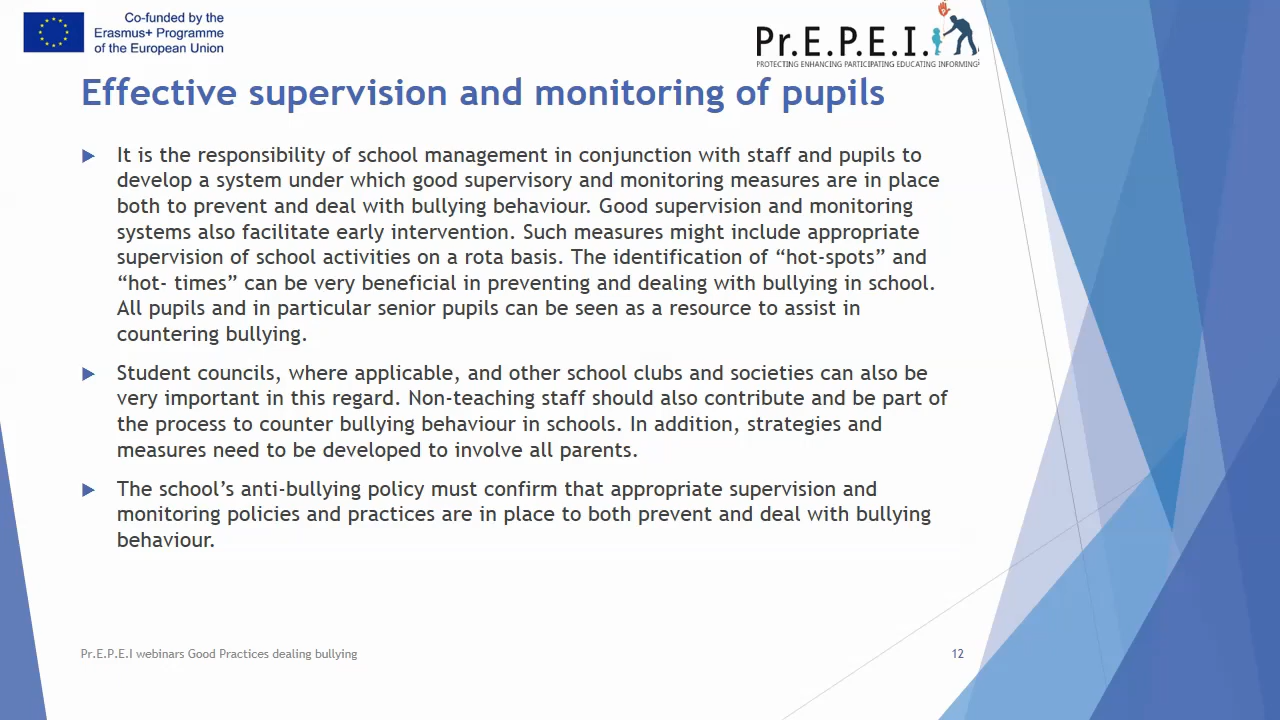 Co-funded by the
Erasmus+ Programme
of the European Union
Pr.E.P.E.I.
PROTECTING ENHANCING PARTICIPATING EDUCATING INFORMING
Effective supervision and monitoring of pupils
It is the responsibility of school management in conjunction with staff and pupils to
develop a system under which good supervisory and monitoring measures are in place
both to prevent and deal with bullying behaviour. Good supervision and monitoring
systems also facilitate early intervention. Such measures might include appropriate
supervision of school activities on a rota basis. The identification of “hot-spots” and
“hot- times” can be very beneficial in preventing and dealing with bullying in school.
All pupils and in particular senior pupils can be seen as a resource to assist in
countering bullying.
Student councils, where applicable, and other school clubs and societies can also be
very important in this regard. Non-teaching staff should also contribute and be part of
the process to counter bullying behaviour in schools. In addition, strategies and
measures need to be developed to involve all parents.
The school’s anti-bullying policy must confirm that appropriate supervision and
monitoring policies and practices are in place to both prevent and deal with bullying
behaviour.
Pr.E.P.E.I webinars Good Practices dealing bullying
12